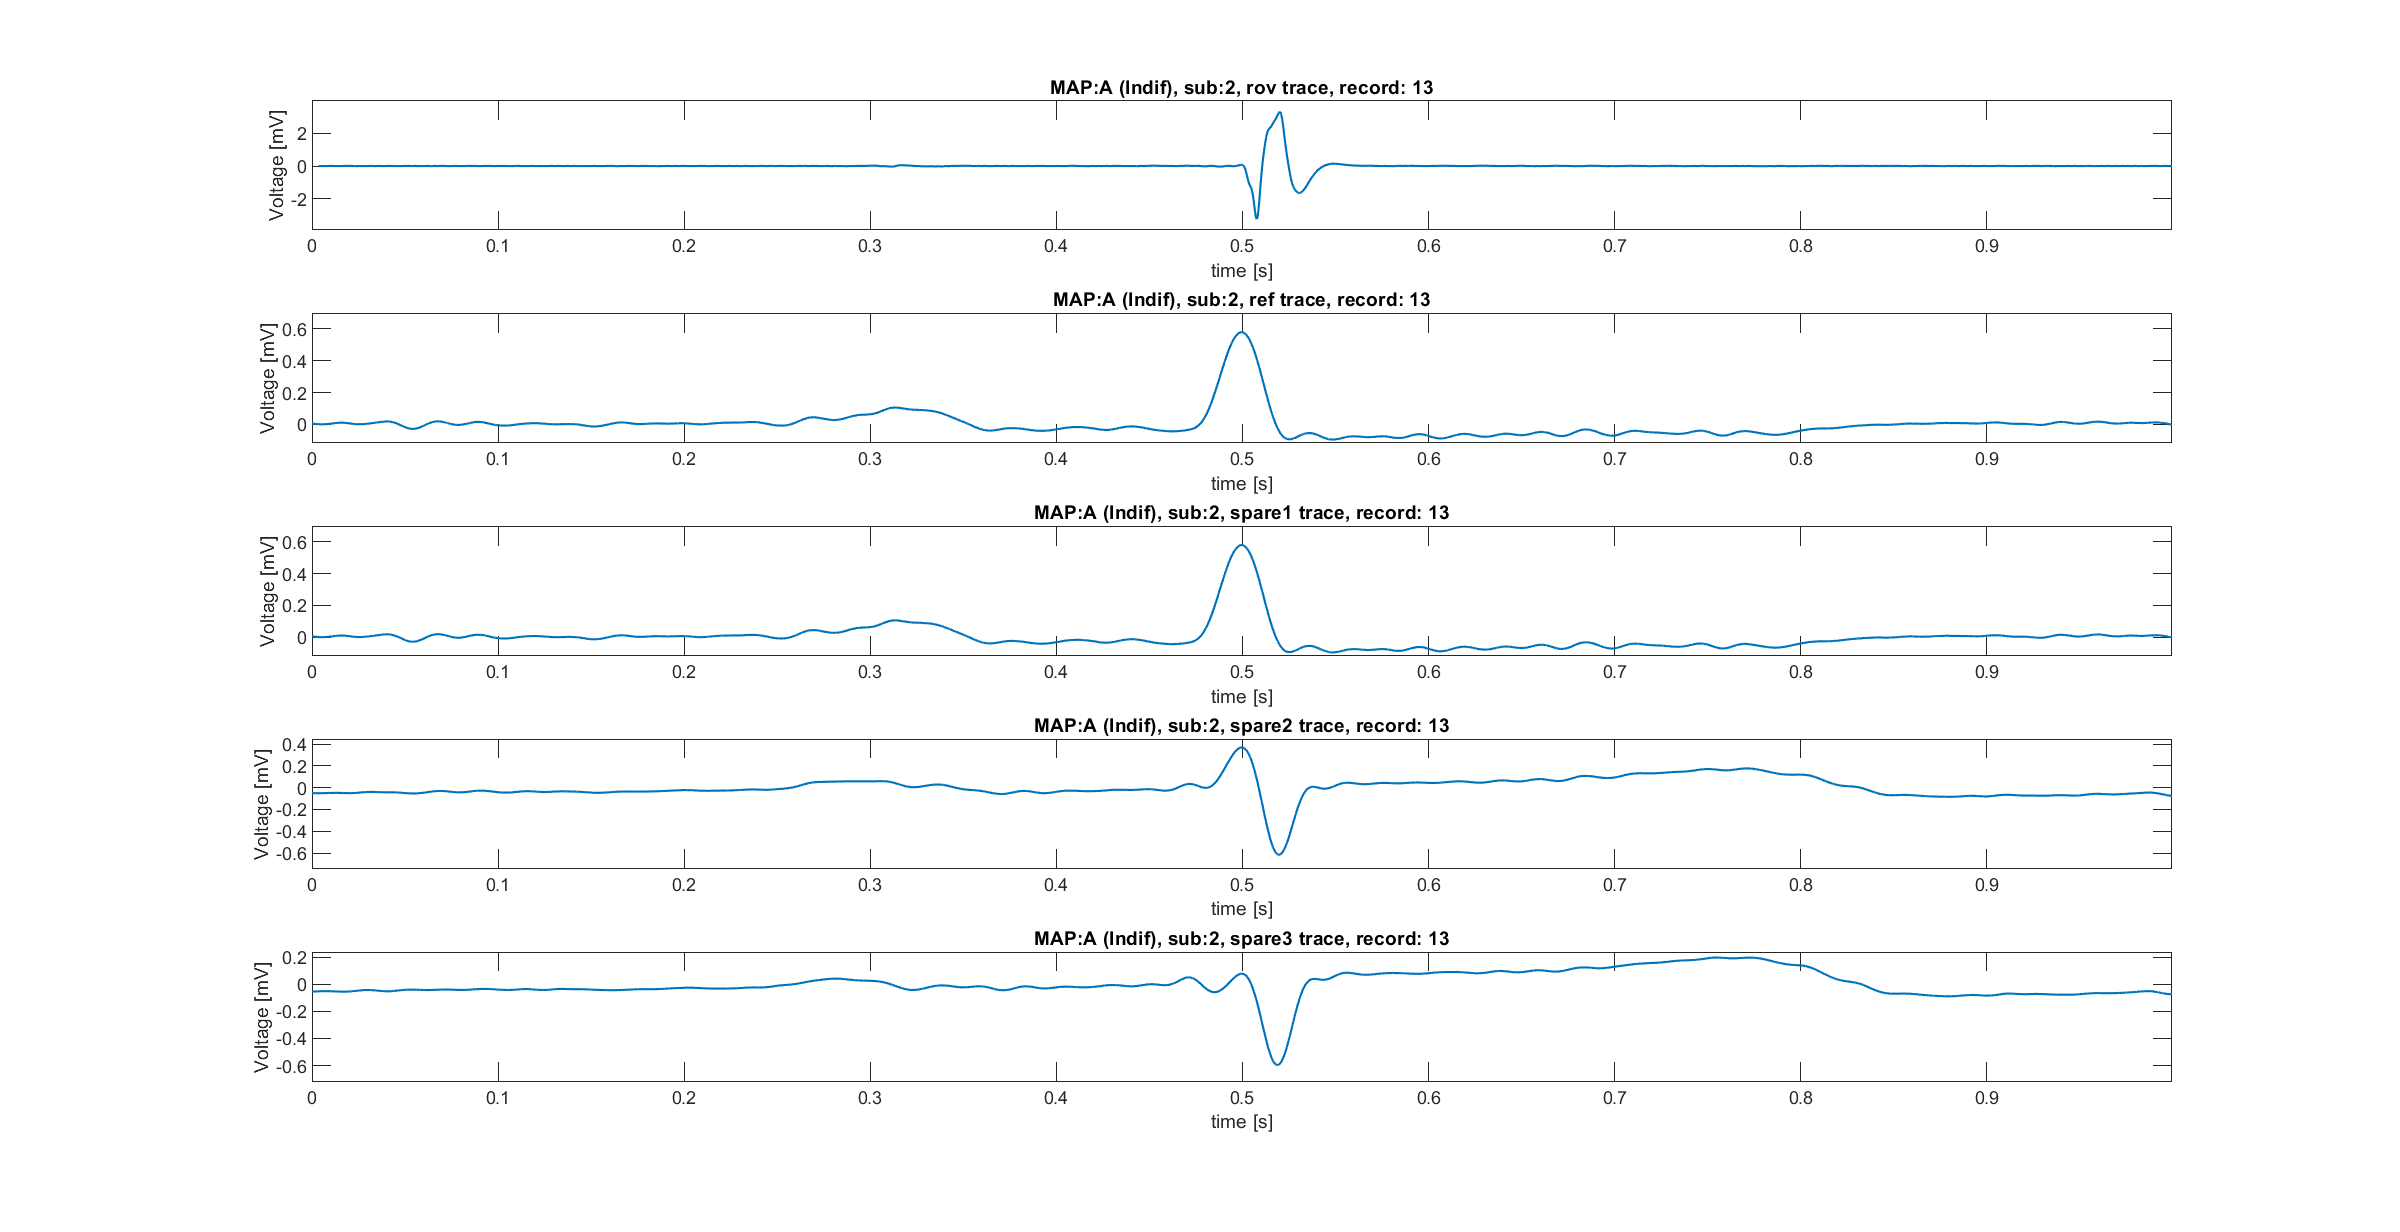 MAP:A (Indif), sub:2, rov trace, record: 13
Voltage [mV]
2
0
-2
0 0.1 0.2 0.3 0.4 0.5 0.6 0.7 0.8 0.9
time [s]
MAP:A (Indif), sub:2, ref trace, record: 13
Voltage [mV]
0.6
0.4
0.2
0
0 0.1 0.2 0.3 0.4 0.5 0.6 0.7 0.8 0.9
time [s]
MAP:A (Indif), sub:2, spare1 trace, record: 13
Voltage [mV]
0.6
0.4
0.2
0
0 0.1 0.2 0.3 0.4 0.5 0.6 0.7 0.8 0.9
time [s]
MAP:A (Indif), sub:2, spare2 trace, record: 13
Voltage [mV]
0.4
0.2
0
-0.2
-0.4
-0.6
0 0.1 0.2 0.3 0.4 0.5 0.6 0.7 0.8 0.9
time [s]
MAP:A (Indif), sub:2, spare3 trace, record: 13
Voltage [mV]
0.2
0
-0.2
-0.4
-0.6
0 0.1 0.2 0.3 0.4 0.5 0.6 0.7 0.8 0.9
time [s]